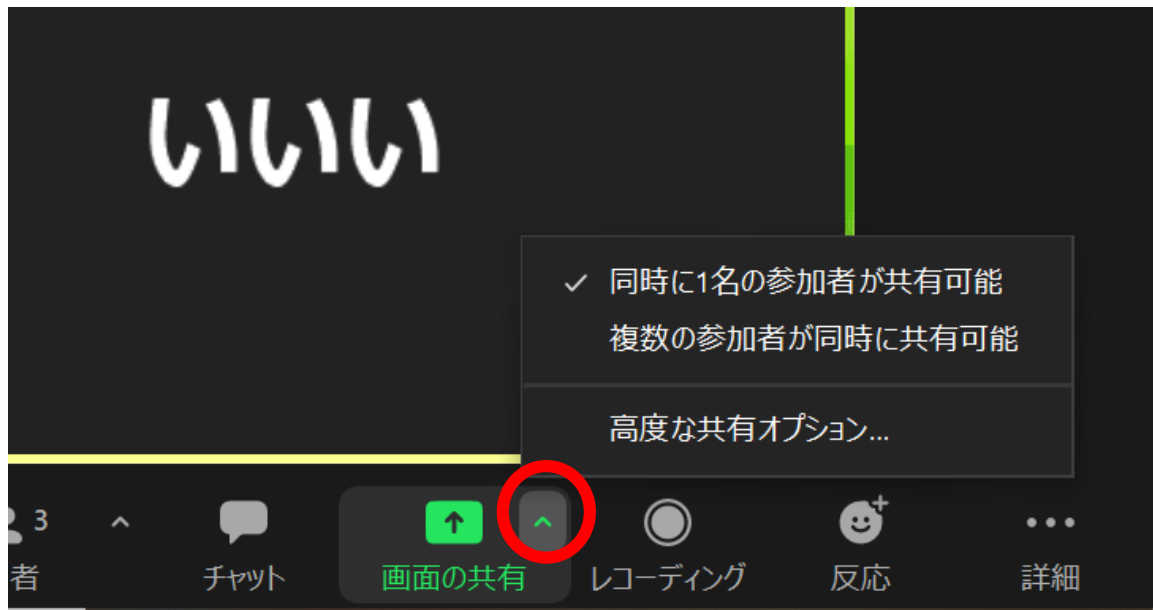 いいい
同時に1名の参加者が共有可能
複数の参加者が同時に共有可能
高度な共有オプション...
3
者
チャット
画面の共有
レコーディング
反応
詳細